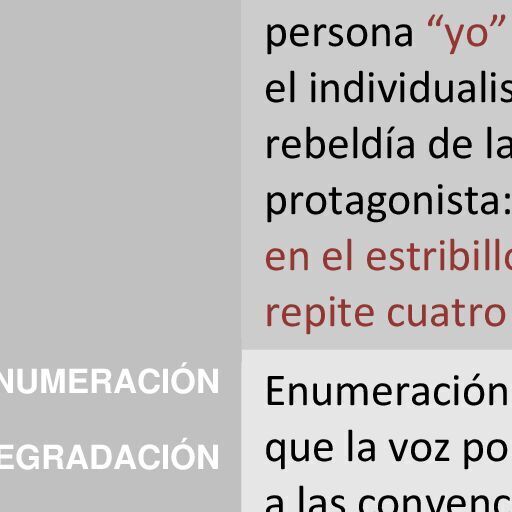 persona “yo”
el individualis
rebeldía de la
protagonista:
en el estribillo
repite cuatro
NUMERACIÓN
EGRADACIÓN
Enumeración
que la voz po
a las convenc